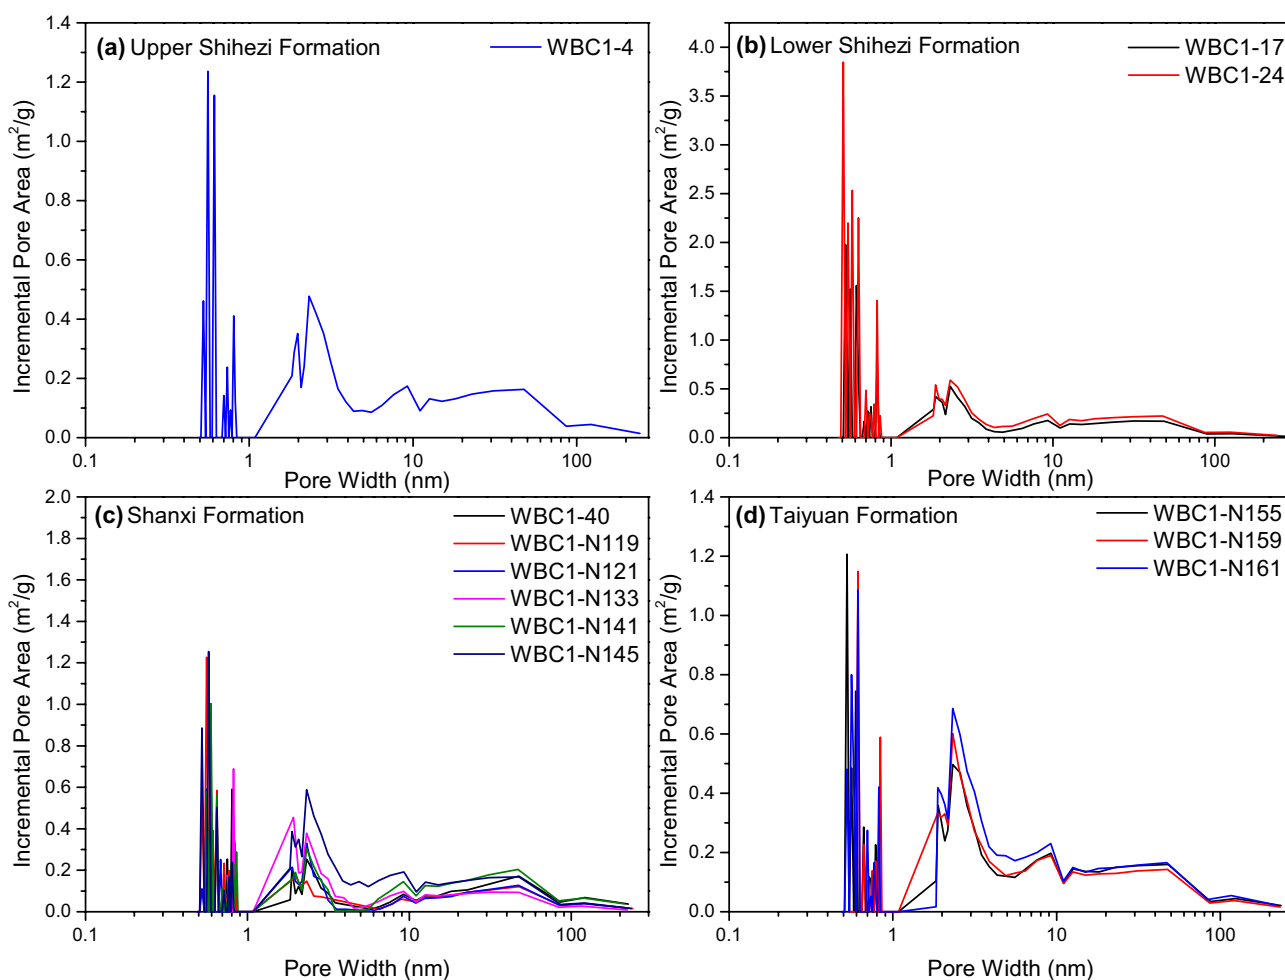 (a) Upper Shihezi Formation
WBC1-4
Incremental Pore Area (m²/g)
1.4
1.2
1.0
0.8
0.6
0.4
0.2
0.0
0.1
1
10
100
Pore Width (nm)
(b) Lower Shihezi Formation
WBC1-17
WBC1-24
Incremental Pore Area (m²/g)
4.0
3.5
3.0
2.5
2.0
1.5
1.0
0.5
0.0
0.1
1
10
100
Pore Width (nm)
(c) Shanxi Formation
WBC1-40
WBC1-N119
WBC1-N121
WBC1-N133
WBC1-N141
WBC1-N145
Incremental Pore Area (m²/g)
2.0
1.8
1.6
1.4
1.2
1.0
0.8
0.6
0.4
0.2
0.0
0.1
1
10
100
Pore Width (nm)
(d) Taiyuan Formation
WBC1-N155
WBC1-N159
WBC1-N161
Incremental Pore Area (m²/g)
1.4
1.2
1.0
0.8
0.6
0.4
0.2
0.0
0.1
1
10
100
Pore Width (nm)